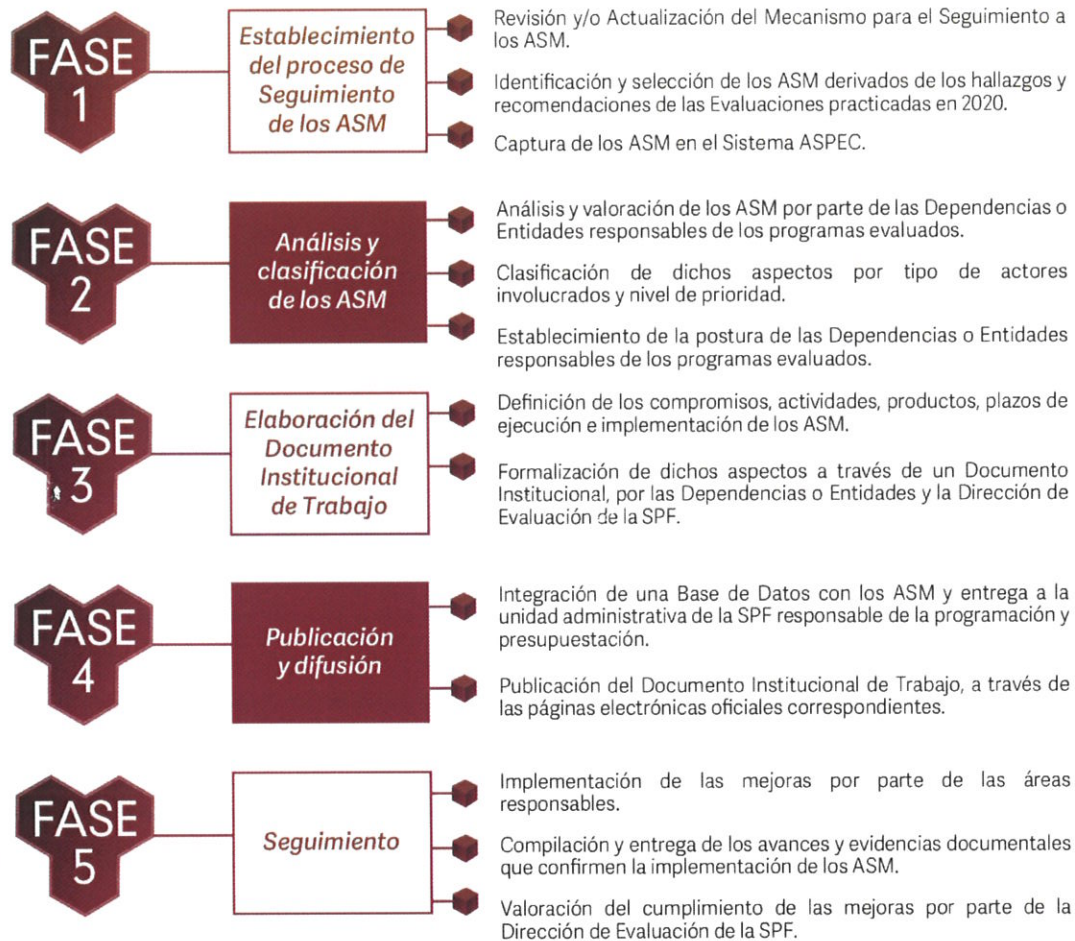 FASE
1
Establecimiento
del proceso de
Seguimiento
de los ASM
Revisión y/o Actualización del Mecanismo para el Seguimiento a
los ASM.
Identificación y selección de los ASM derivados de los hallazgos y
recomendaciones de las Evaluaciones practicadas en 2020.
Captura de los ASM en el Sistema ASPEC.
FASE
2
Análisis y
clasificación
de los ASM
Análisis y valoración de los ASM por parte de las Dependencias o
Entidades responsables de los programas evaluados.
Clasificación de dichos aspectos por tipo de actores
involucrados y nivel de prioridad.
Establecimiento de la postura de las Dependencias o Entidades
responsables de los programas evaluados.
FASE
3
Elaboración del
Documento
Institucional
de Trabajo
Definición de los compromisos, actividades, productos, plazos de
ejecución e implementación de los ASM.
Formalización de dichos aspectos a través de un Documento
Institucional, por las Dependencias o Entidades y la Dirección de
Evaluación de la SPF.
FASE
4
Publicación
y difusión
Integración de una Base de Datos con los ASM y entrega a la
unidad administrativa de la SPF responsable de la programación y
presupuestación.
Publicación del Documento Institucional de Trabajo, a través de
las páginas electrónicas oficiales correspondientes.
FASE
5
Seguimiento
Implementación de las mejoras por parte de las áreas
responsables.
Compilación y entrega de los avances y evidencias documentales
que confirmen la implementación de los ASM.
Valoración del cumplimiento de las mejoras por parte de la
Dirección de Evaluación de la SPF.